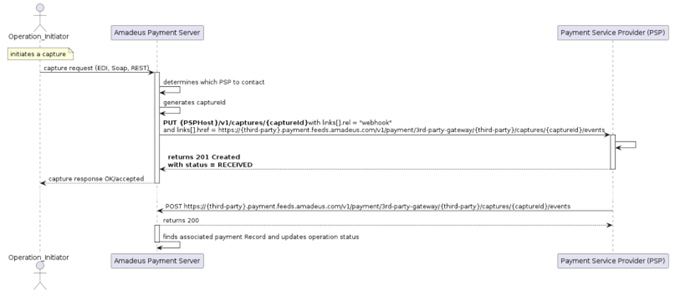 Operation_Initiator
Amadeus Payment Server
Payment Service Provider (PSP)
initiates a capture
capture request (EDI, Soap, REST)
determines which PSP to contact
generates captureId
PUT {PSPHost}/v1/captures/{captureId}with links[].rel = "webhook"
and links[].href = https://{third-party}.payment.feeds.amadeus.com/v1/payment/3rd-party-gateway/{third-party}/captures/{captureId}/events
returns 201 Created
with status = RECEIVED
capture response OK/accepted
POST https://{third-party}.payment.feeds.amadeus.com/v1/payment/3rd-party-gateway/{third-party}/captures/{captureId}/events
returns 200
finds associated payment Record and updates operation status
Operation_Initiator
Amadeus Payment Server
Payment Service Provider (PSP)